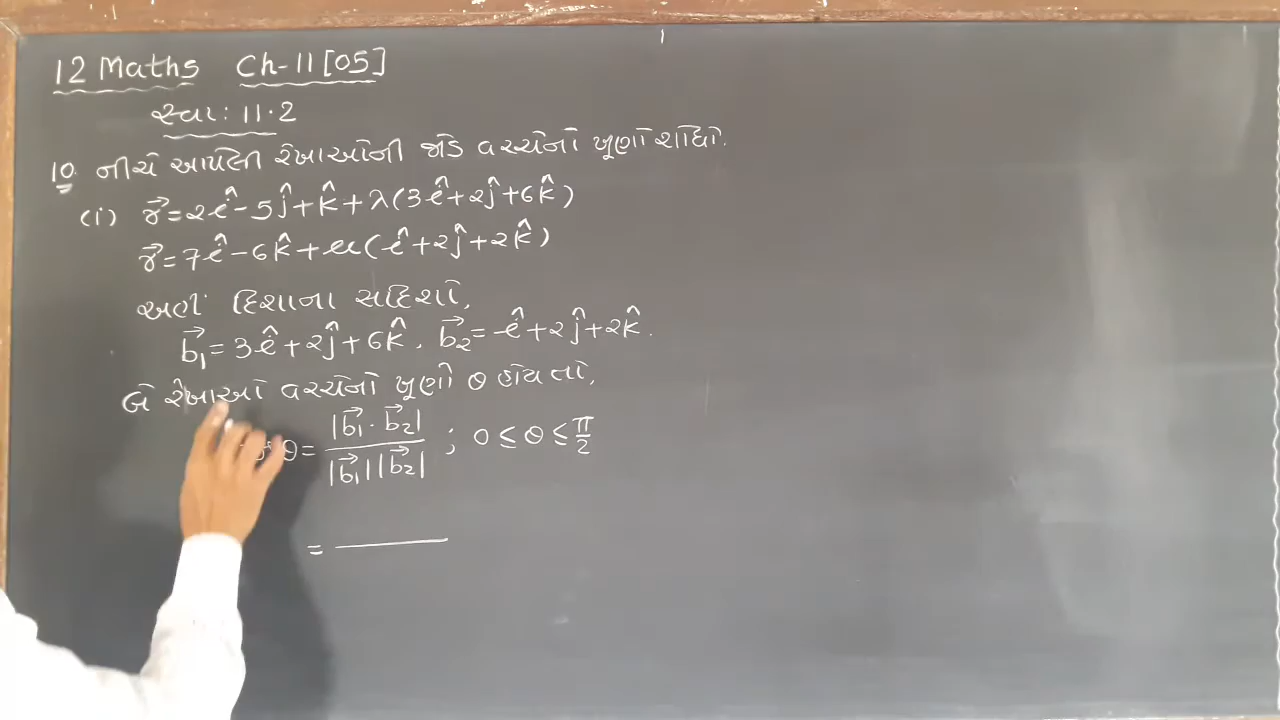 12 Maths Ch-11 [05]
સ્વા: 11.2
10. નીચે આપેલી રેખાઓની જોડ વચ્ચેનો ખૂણો શોધો.
(i) r⃗ = 2î - 5ĵ + k̂ + λ(3î + 2ĵ + 6k̂)
r⃗ = 7î - 6k̂ + μ(î + 2ĵ + 2k̂)
અહીં દિશાના સદિશો,
b⃗₁ = 3î + 2ĵ + 6k̂, b⃗₂ = î + 2ĵ + 2k̂.
બે રેખાઓ વચ્ચેનો ખૂણો θ હોય તો,
θ = |b⃗₁ · b⃗₂| / |b⃗₁| |b⃗₂| ; 0 ≤ θ ≤ π/2
=